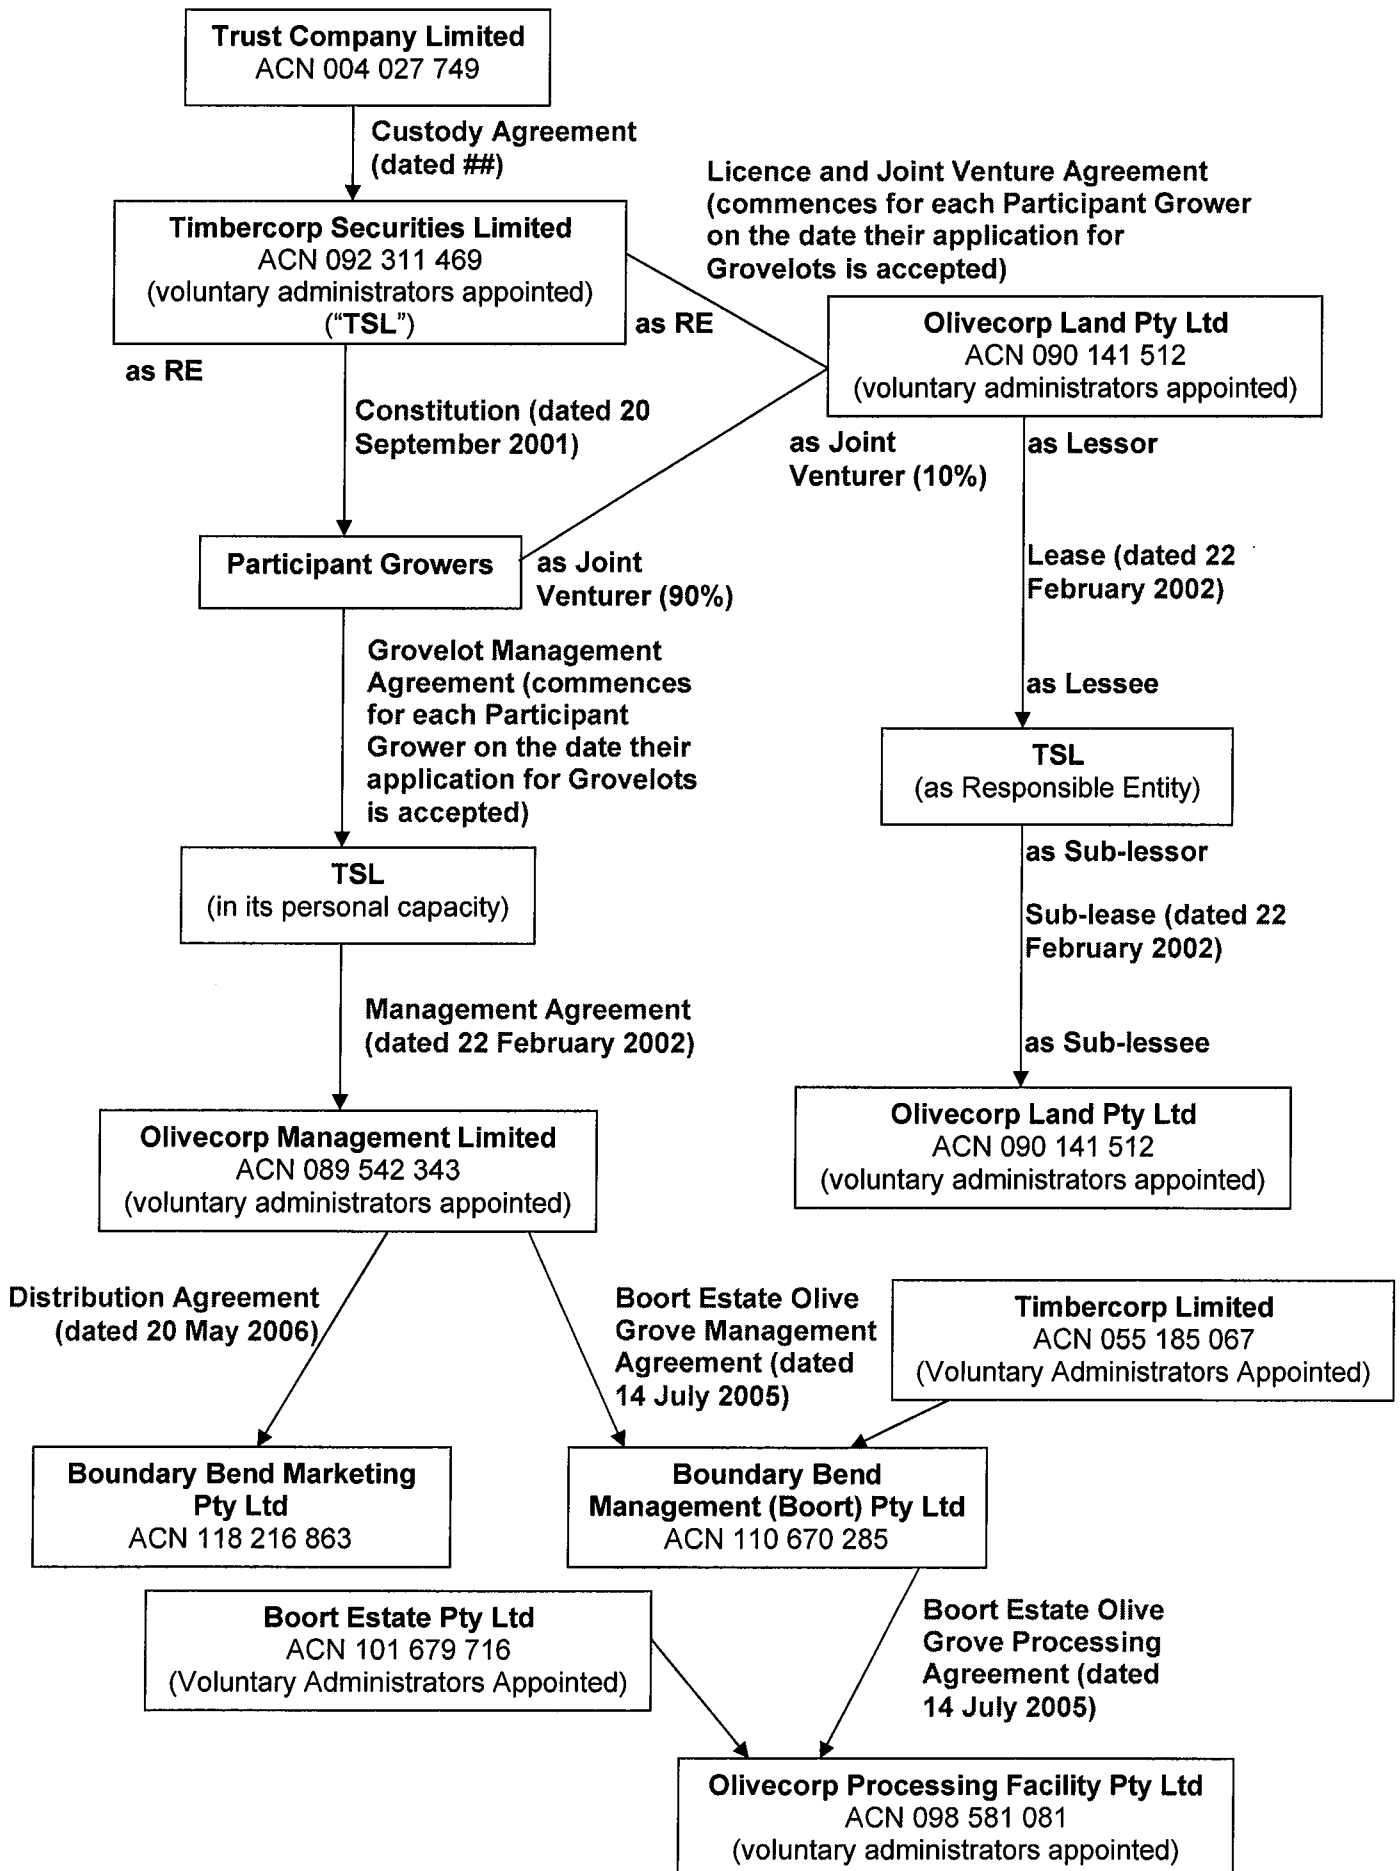 Trust Company Limited
ACN 004 027 749
Custody Agreement
(dated ##)
Licence and Joint Venture Agreement
(commences for each Participant Grower
on the date their application for
Grovelots is accepted)
Timbercorp Securities Limited
ACN 092 311 469
(voluntary administrators appointed)
("TSL")
as RE
as RE
Olivecorp Land Pty Ltd
ACN 090 141 512
(voluntary administrators appointed)
Constitution (dated 20
September 2001)
as Joint
Venturer (10%)
as Lessor
Participant Growers
as Joint
Venturer (90%)
Lease (dated 22
February 2002)
as Lessee
Grovelot Management
Agreement (commences
for each Participant
Grower on the date their
application for Grovelots
is accepted)
TSL
(as Responsible Entity)
as Sub-lessor
TSL
(in its personal capacity)
Sub-lease (dated 22
February 2002)
as Sub-lessee
Management Agreement
(dated 22 February 2002)
Olivecorp Land Pty Ltd
ACN 090 141 512
(voluntary administrators appointed)
Olivecorp Management Limited
ACN 089 542 343
(voluntary administrators appointed)
Distribution Agreement
(dated 20 May 2006)
Boort Estate Olive
Grove Management
Agreement (dated
14 July 2005)
Timbercorp Limited
ACN 055 185 067
(Voluntary Administrators Appointed)
Boundary Bend Marketing
Pty Ltd
ACN 118 216 863
Boundary Bend
Management (Boort) Pty Ltd
ACN 110 670 285
Boort Estate Pty Ltd
ACN 101 679 716
(Voluntary Administrators Appointed)
Boort Estate Olive
Grove Processing
Agreement (dated
14 July 2005)
Olivecorp Processing Facility Pty Ltd
ACN 098 581 081
(voluntary administrators appointed)